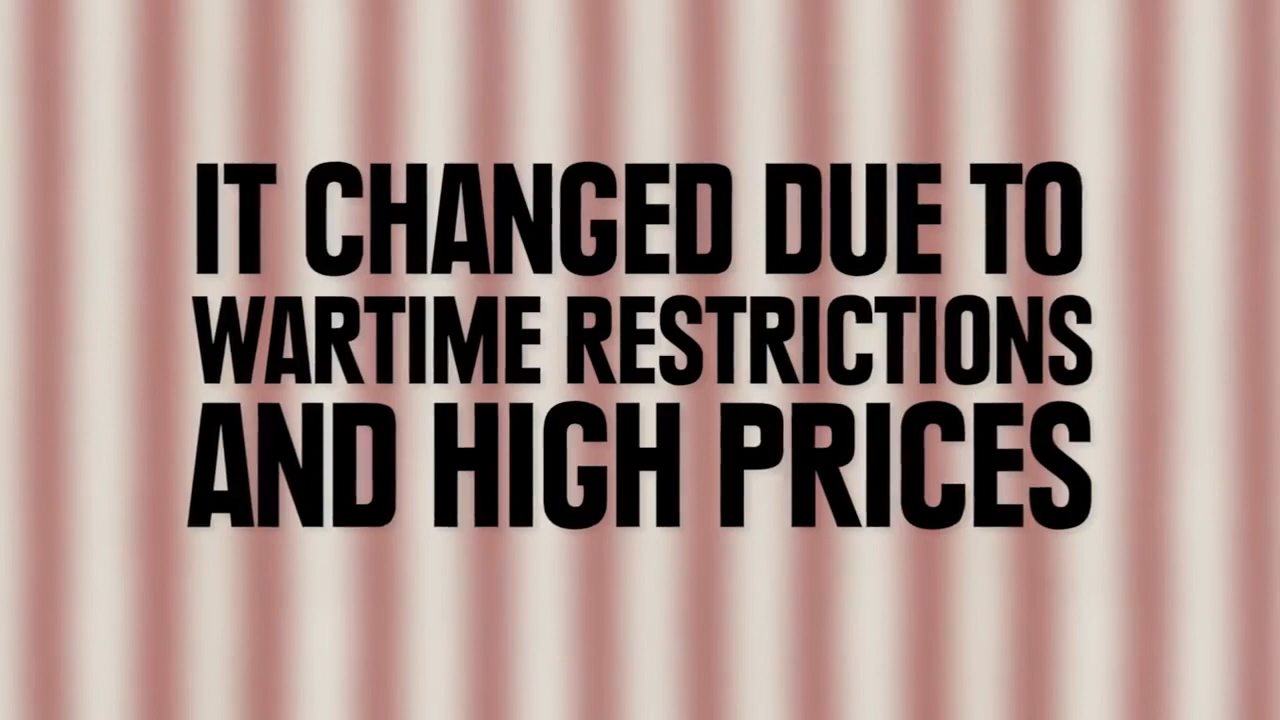 IT CHANGED DUE TO
WARTIME RESTRICTIONS
AND HIGH PRICES